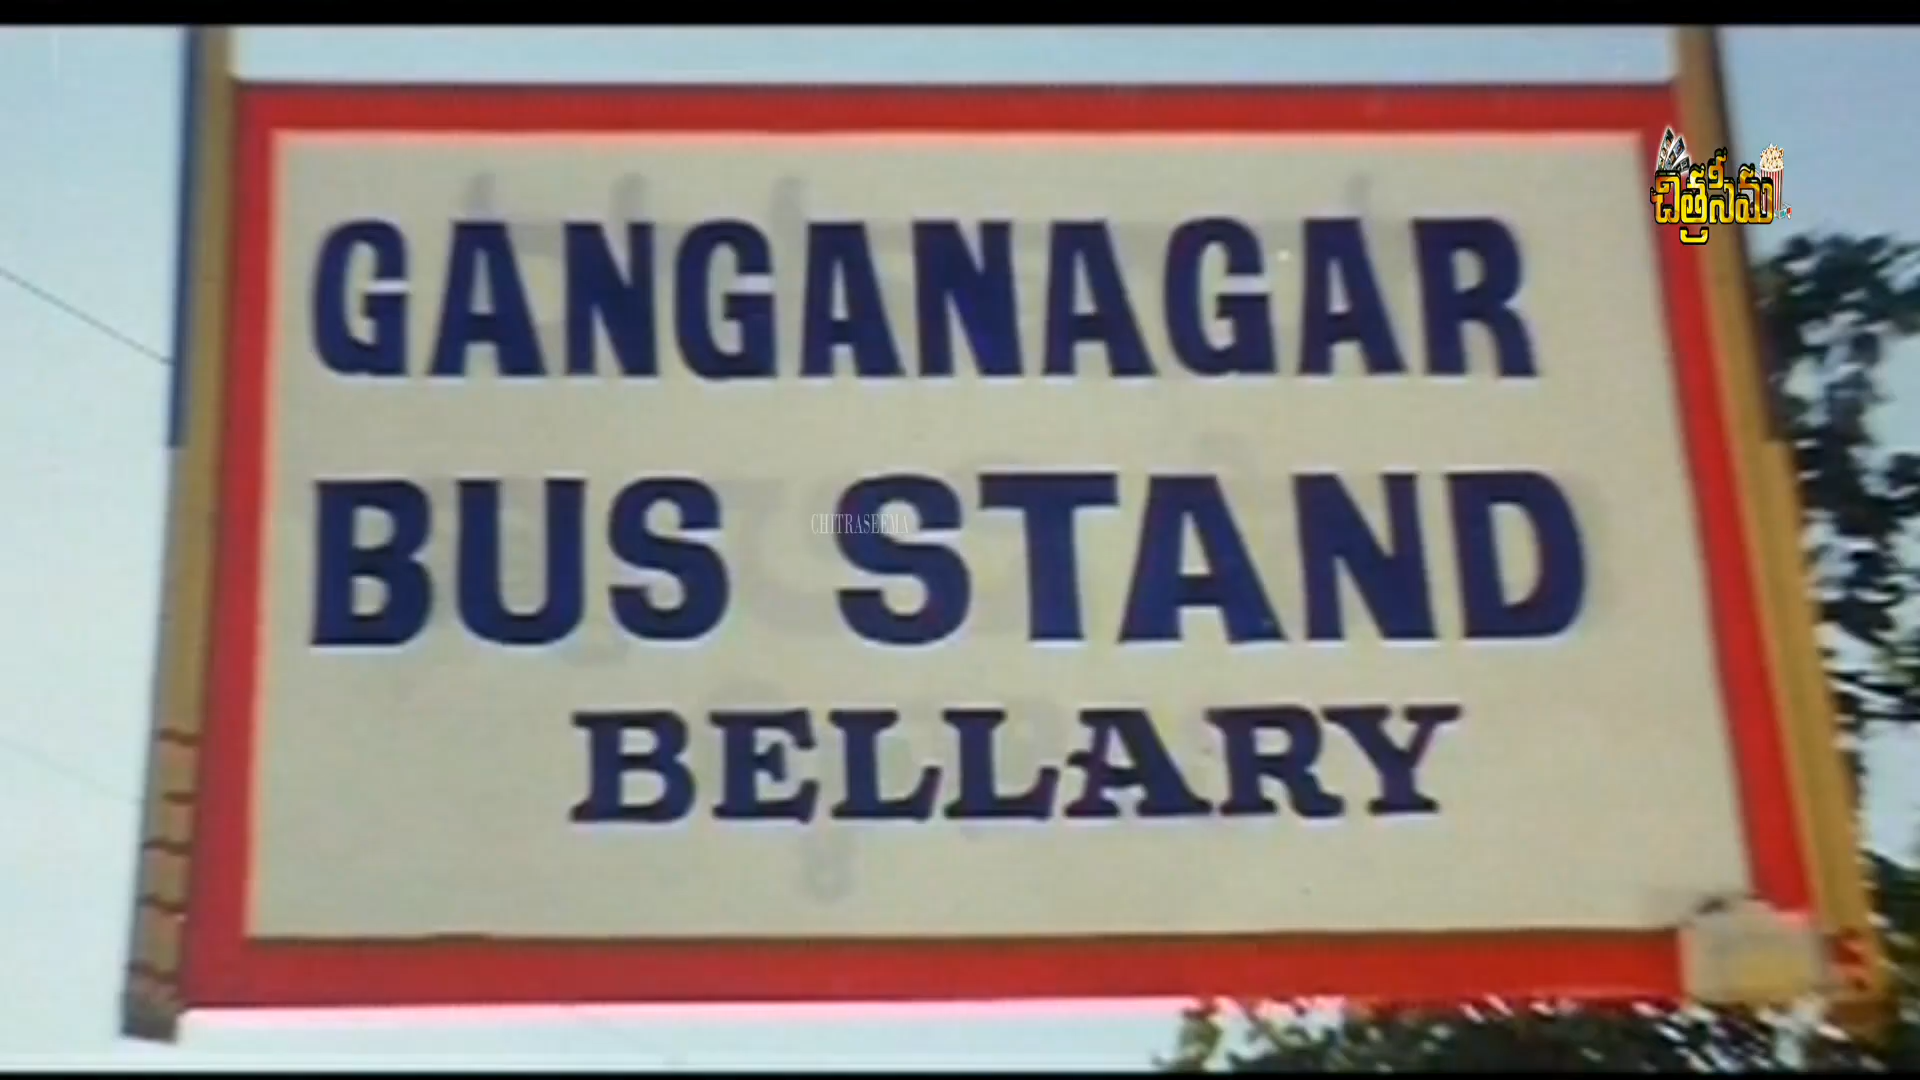 చిత్రసీమ
GANGANAGAR
BUS STAND
CHITRASEEMA
BELLARY